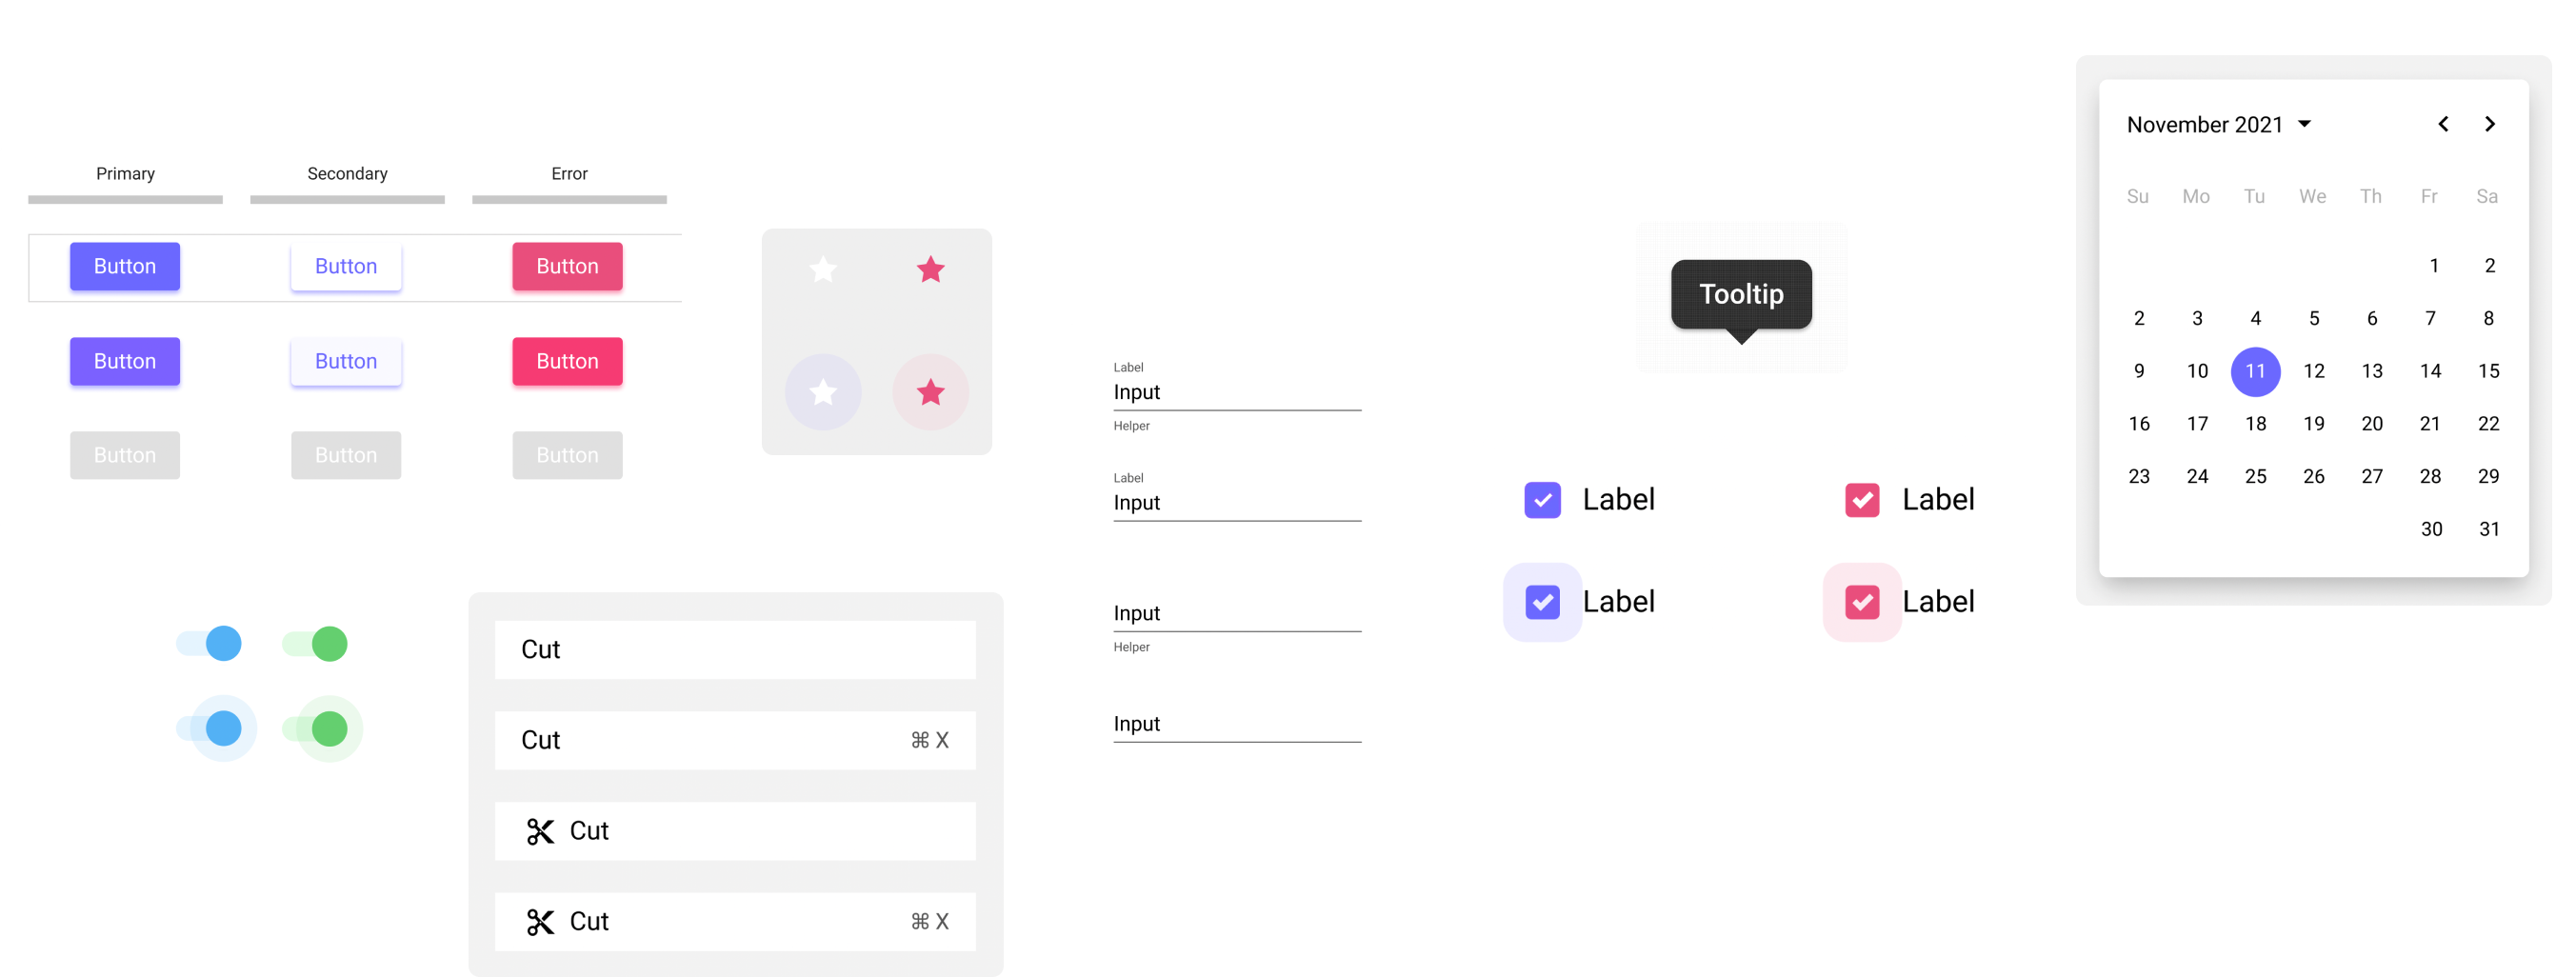 Primary Secondary Error
Button Button Button
Button Button Button
Button Button Button
Cut
Cut ⌘ X
Cut
Cut ⌘ X
Label
Input
Helper
Label
Input
Input
Helper
Input
Tooltip
Label Label
Label Label
November 2021
Su Mo Tu We Th Fr Sa
1 2
2 3 4 5 6 7 8
9 10 11 12 13 14 15
16 17 18 19 20 21 22
23 24 25 26 27 28 29
30 31